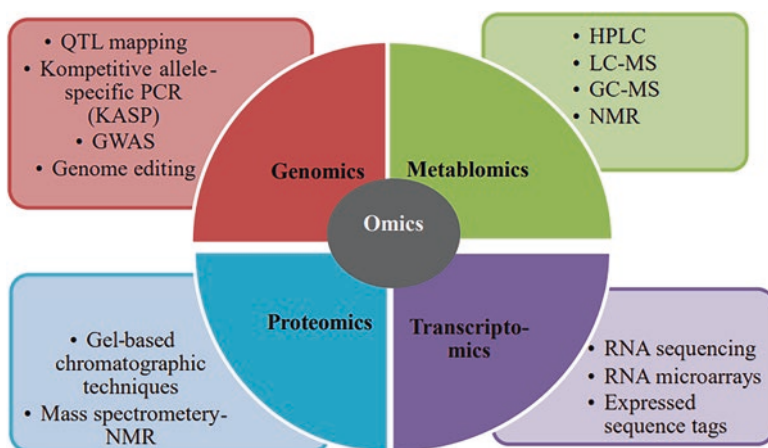 • QTL mapping
• Kompetitive allele-
specific PCR
(KASP)
• GWAS
• Genome editing
• HPLC
• LC-MS
• GC-MS
• NMR
Genomics
Metablomics
Omics
Proteomics
Transcripto-
mics
• Gel-based
chromatographic
techniques
• Mass spectrometery-
NMR
• RNA sequencing
• RNA microarrays
• Expressed
sequence tags